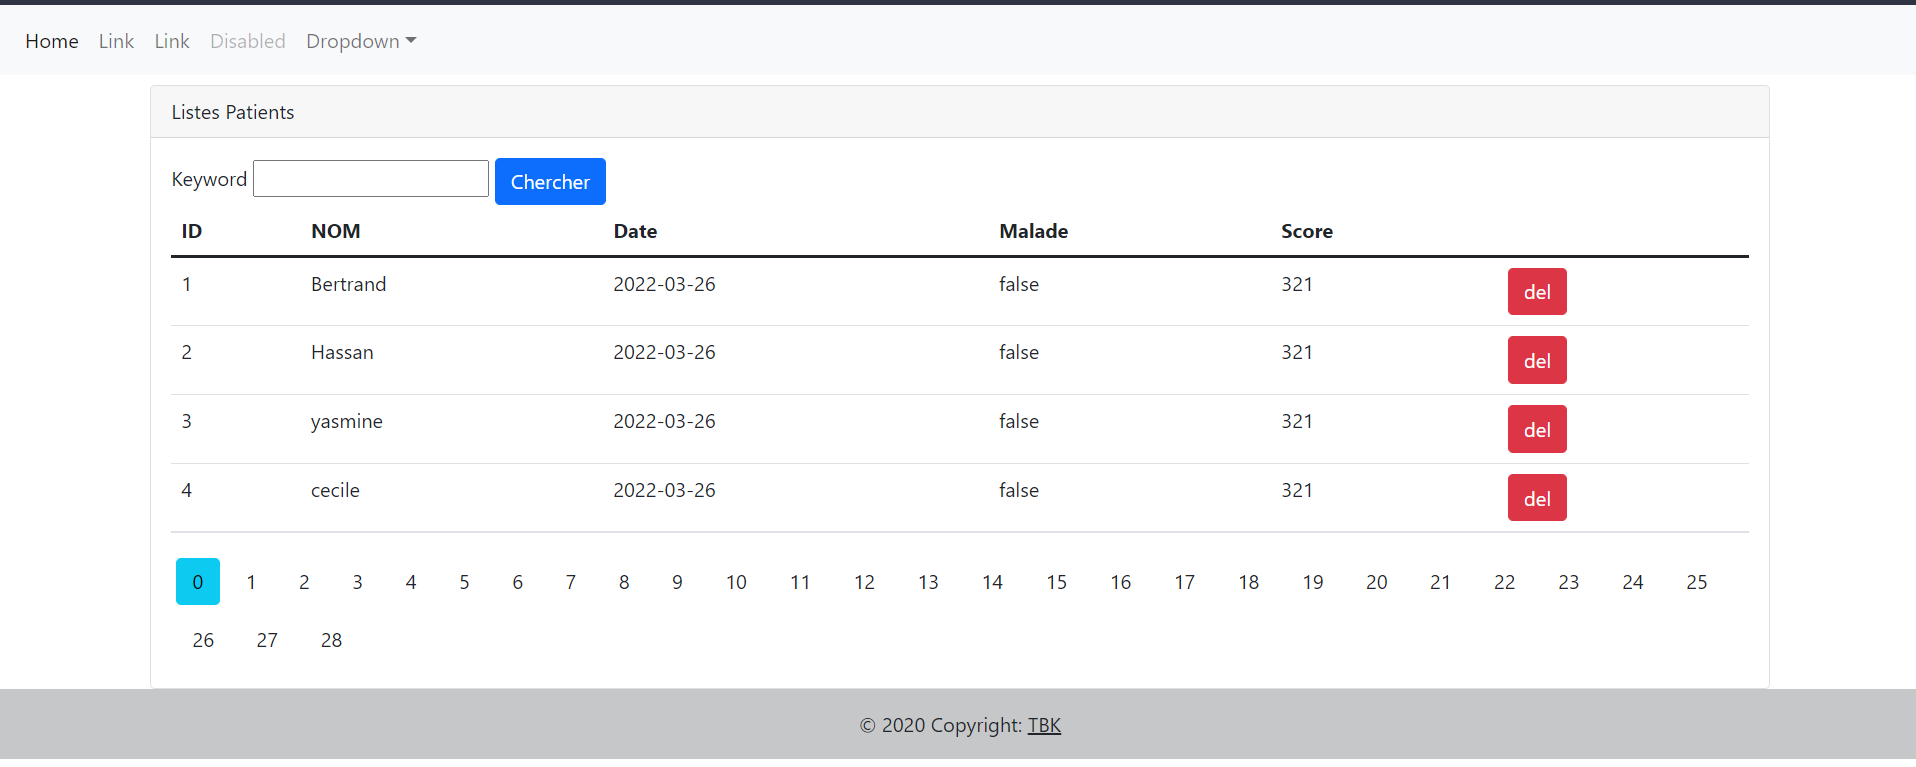 Home Link Link Disabled Dropdown
Listes Patients
Keyword Chercher
ID NOM Date Malade Score
1 Bertrand 2022-03-26 false 321 del
2 Hassan 2022-03-26 false 321 del
3 yasmine 2022-03-26 false 321 del
4 cecile 2022-03-26 false 321 del
0 1 2 3 4 5 6 7 8 9 10 11 12 13 14 15 16 17 18 19 20 21 22 23 24 25
26 27 28
© 2020 Copyright: TBK